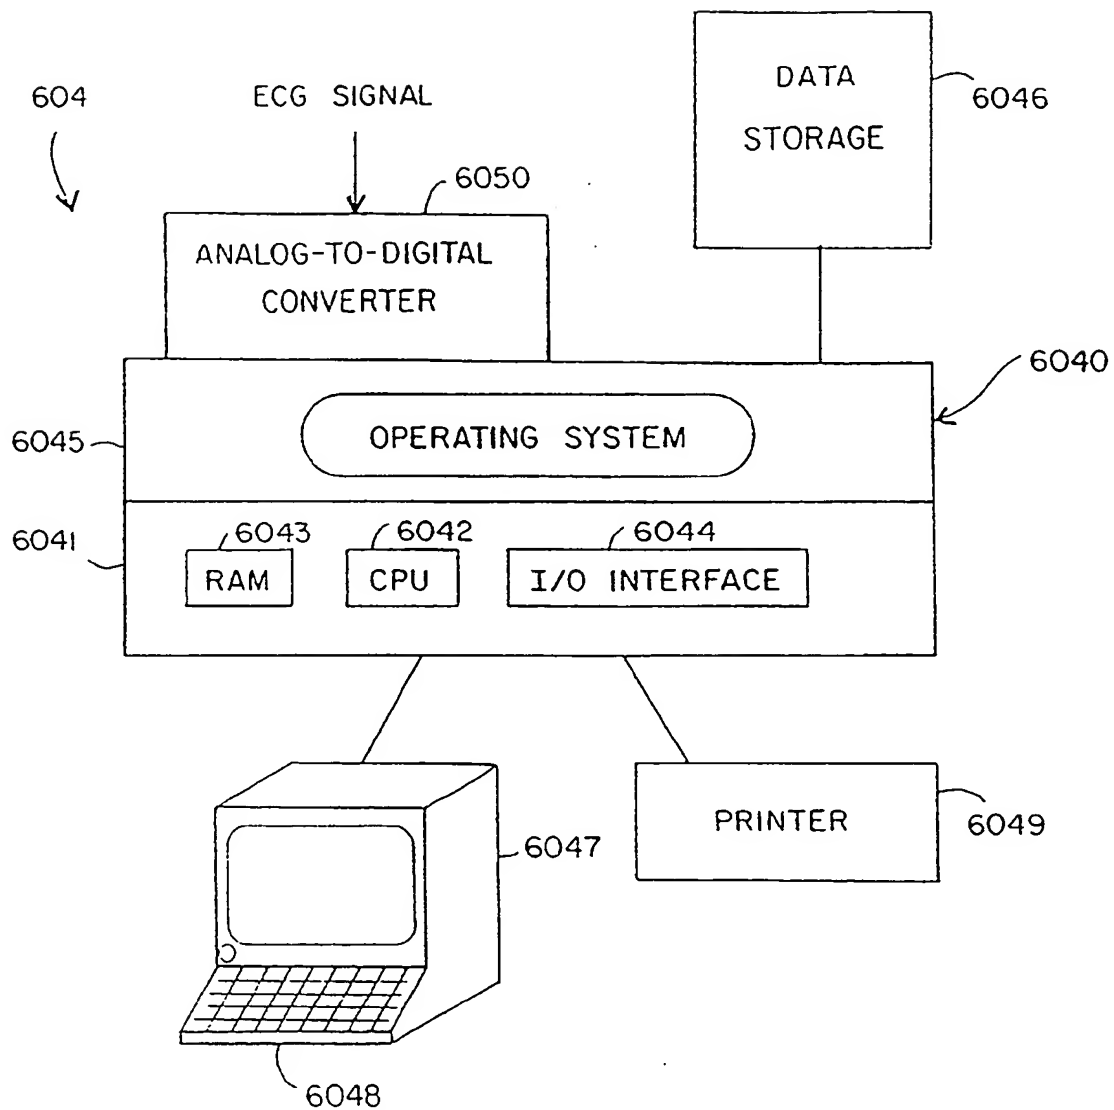 604
ECG SIGNAL
DATA
STORAGE
6046
6050
ANALOG-TO-DIGITAL
CONVERTER
6040
6045
OPERATING SYSTEM
6041
6043
6042
6044
RAM
CPU
I/O INTERFACE
6047
PRINTER
6049
6048